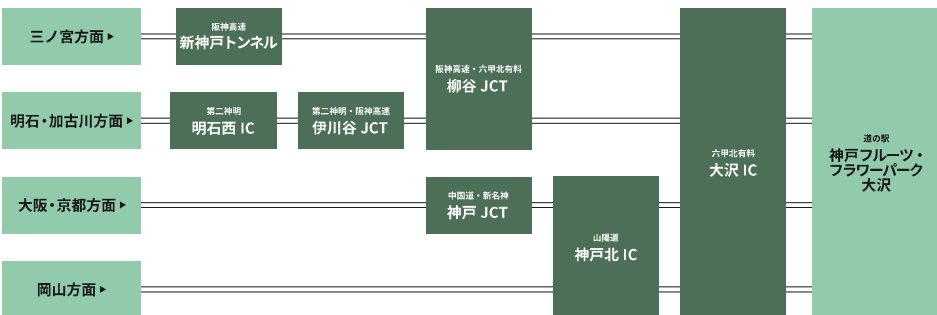 三ノ宮方面▶
阪神高速
新神戸トンネル
阪神高速・六甲北有料
柳谷 JCT
明石・加古川方面▶
第二神明
明石西 IC
第二神明・阪神高速
伊川谷 JCT
六甲北有料
大沢 IC
道の駅
神戸フルーツ・
フラワーパーク
大沢
大阪・京都方面▶
中国道・新名神
神戸 JCT
山陽道
神戸北 IC
岡山方面▶